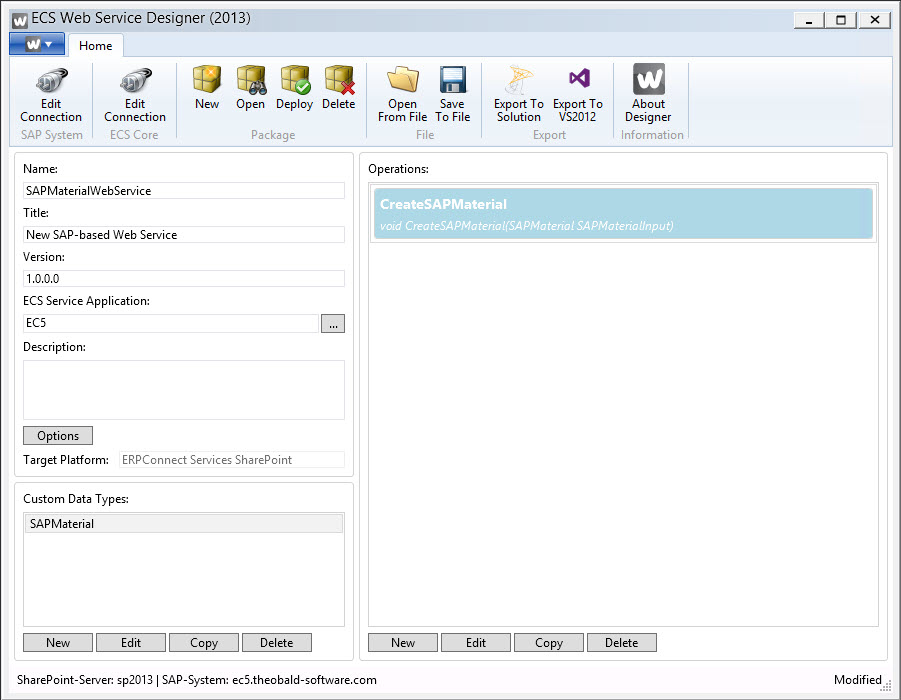 ECS Web Service Designer (2013)
W
Home
Edit Connection
Edit Connection
New
Open
Deploy
Delete
Open From File
Save To File
Export To Solution
Export To VS2012
About Designer
SAP System
ECS Core
Package
File
Export
Information
Name:
SAPMaterialWebService
Title:
New SAP-based Web Service
Version:
1.0.0.0
ECS Service Application:
EC5
...
Description:
Options
Target Platform: ERPConnect Services SharePoint
Custom Data Types:
SAPMaterial
New Edit Copy Delete
Operations:
CreateSAPMaterial
void CreateSAPMaterial(SAPMaterial SAPMaterialInput)
New Edit Copy Delete
SharePoint-Server: sp2013 | SAP-System: ec5.theobald-software.com
Modified